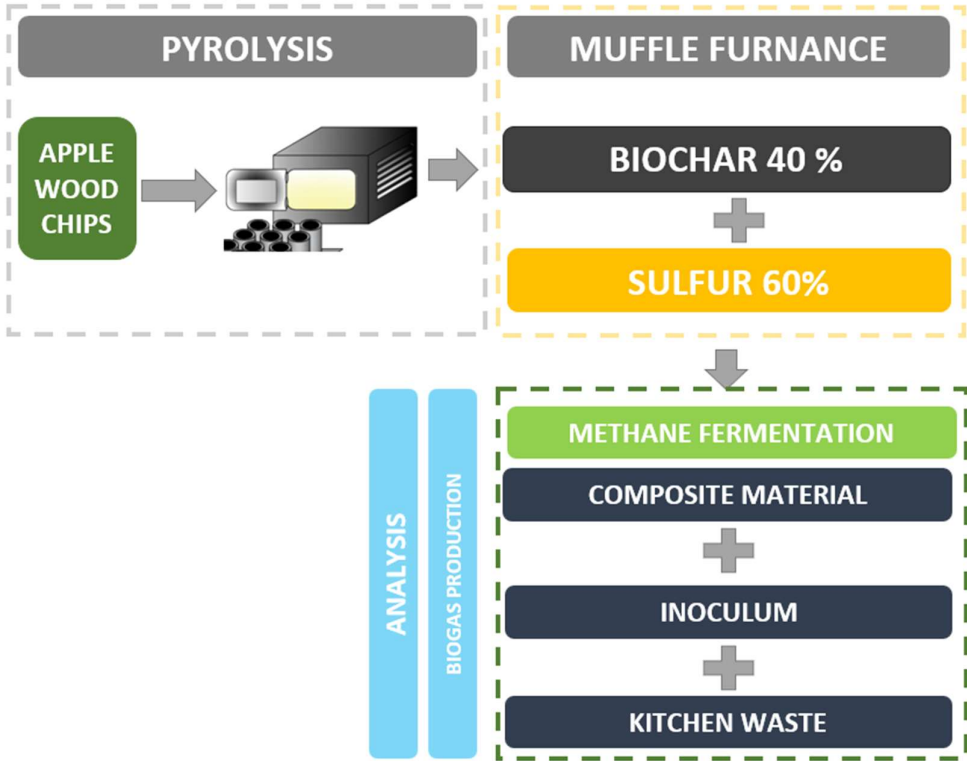 PYROLYSIS
MUFFLE FURNANCE
APPLE
WOOD
CHIPS
BIOCHAR 40 %
SULFUR 60%
ANALYSIS
BIOGAS PRODUCTION
METHANE FERMENTATION
COMPOSITE MATERIAL
INOCULUM
KITCHEN WASTE